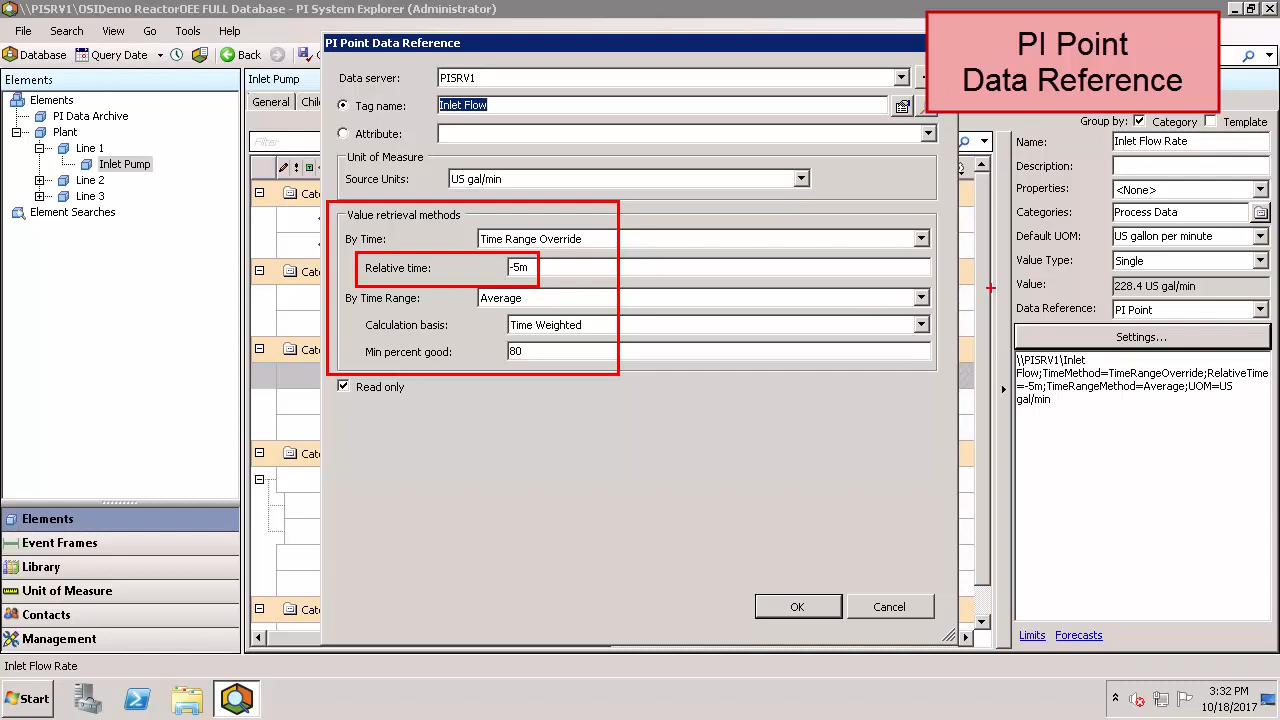 \\PISRV1\OSIDemo ReactorOEE FULL Database - PI System Explorer (Administrator)
File Search View Go Tools Help
Database Query Date Back
PI Point
Data Reference
Elements
Elements
PI Data Archive
Plant
Line 1
Inlet Pump
Line 2
Line 3
Element Searches
Elements
Event Frames
Library
Unit of Measure
Contacts
Management
Inlet Pump
General Chil
Filter
Cate
Cate
Cate
Cate
Cate
PI Point Data Reference
Data server: PISRV1
Tag name: Inlet Flow
Attribute:
Unit of Measure
Source Units: US gal/min
Value retrieval methods
By Time: Time Range Override
Relative time: -5m
By Time Range: Average
Calculation basis: Time Weighted
Min percent good: 80
Read only
OK Cancel
Group by: Category Template
Name: Inlet Flow Rate
Description:
Properties: <None>
Categories: Process Data
Default UOM: US gallon per minute
Value Type: Single
Value: 228.4 US gal/min
Data Reference: PI Point
Settings...
\\PISRV1\Inlet
Flow;TimeMethod=TimeRangeOverride;RelativeTime
=-5m;TimeRangeMethod=Average;UOM=US
gal/min
Limits Forecasts
Inlet Flow Rate
Start
3:32 PM
10/18/2017